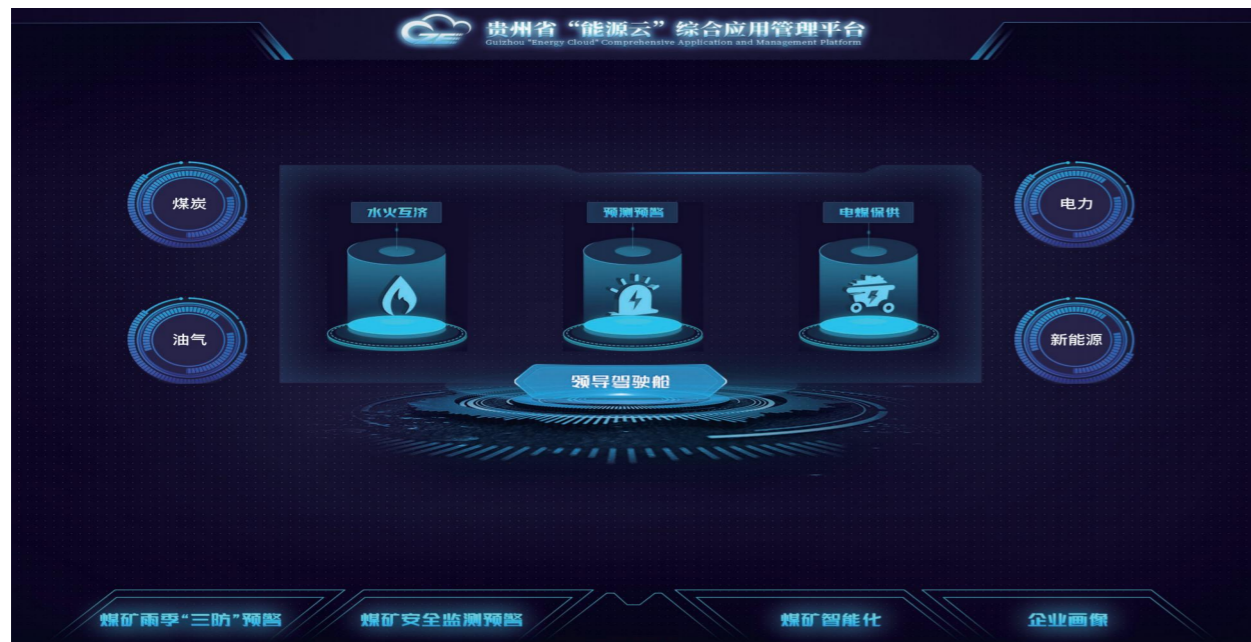 贵州省“能源云”综合应用管理平台
Guizhou "Energy Cloud" Comprehensive Application and Management Platform
煤炭
电力
水火互济
预测预警
电煤保供
油气
新能源
领导驾驶舱
煤矿雨季“三防”预警
煤矿安全监测预警
煤矿智能化
企业画像